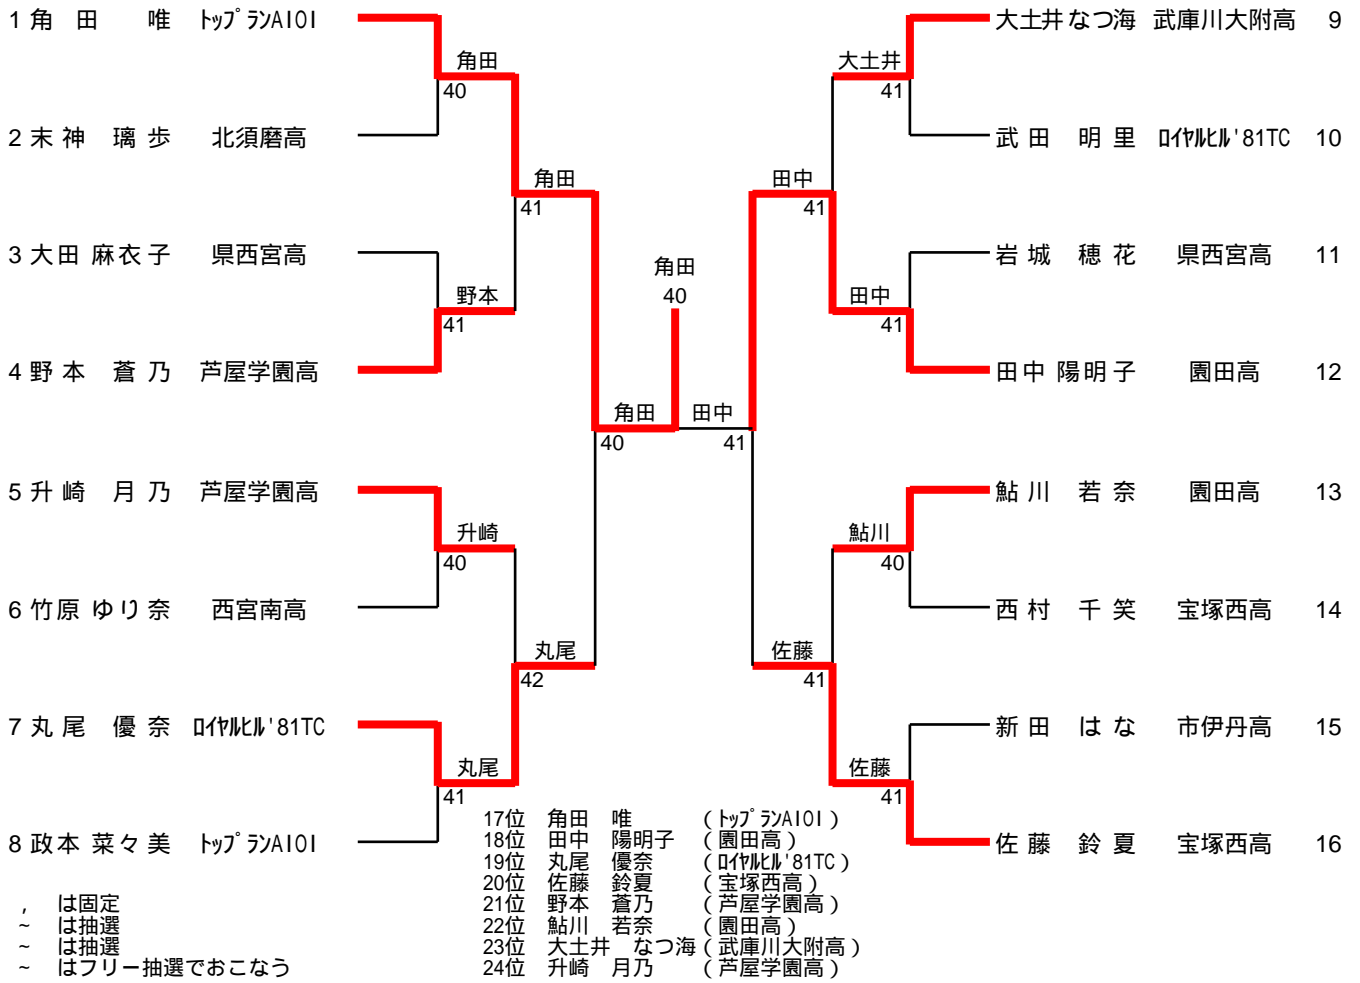 1 角田 唯 トップランAIOI
角田
40
2 末神 璃歩 北須磨高
角田
41
3 大田 麻衣子 県西宮高
野本
41
4 野本 蒼乃 芦屋学園高
角田
40
5 升崎 月乃 芦屋学園高
升崎
40
6 竹原 ゆり奈 西宮南高
丸尾
42
7 丸尾 優奈 ロイヤルヒル'81TC
丸尾
41
8 政本 菜々美 トップランAIOI
角田
40
大土井 なつ海 武庫川大附高 9
大土井
41
武田 明里 ロイヤルヒル'81TC 10
田中
41
岩城 穂花 県西宮高 11
田中
41
田中 陽明子 園田高 12
田中
41
鮎川 若奈 園田高 13
鮎川
40
西村 千笑 宝塚西高 14
佐藤
41
新田 はな 市伊丹高 15
佐藤
41
佐藤 鈴夏 宝塚西高 16
17位 角田 唯 (トップランAIOI)
18位 田中 陽明子 (園田高)
19位 丸尾 優奈 (ロイヤルヒル'81TC)
20位 佐藤 鈴夏 (宝塚西高)
21位 野本 蒼乃 (芦屋学園高)
22位 鮎川 若奈 (園田高)
23位 大土井 なつ海 (武庫川大附高)
24位 升崎 月乃 (芦屋学園高)
, は固定
~ は抽選
~ は抽選
~ はフリー抽選でおこなう